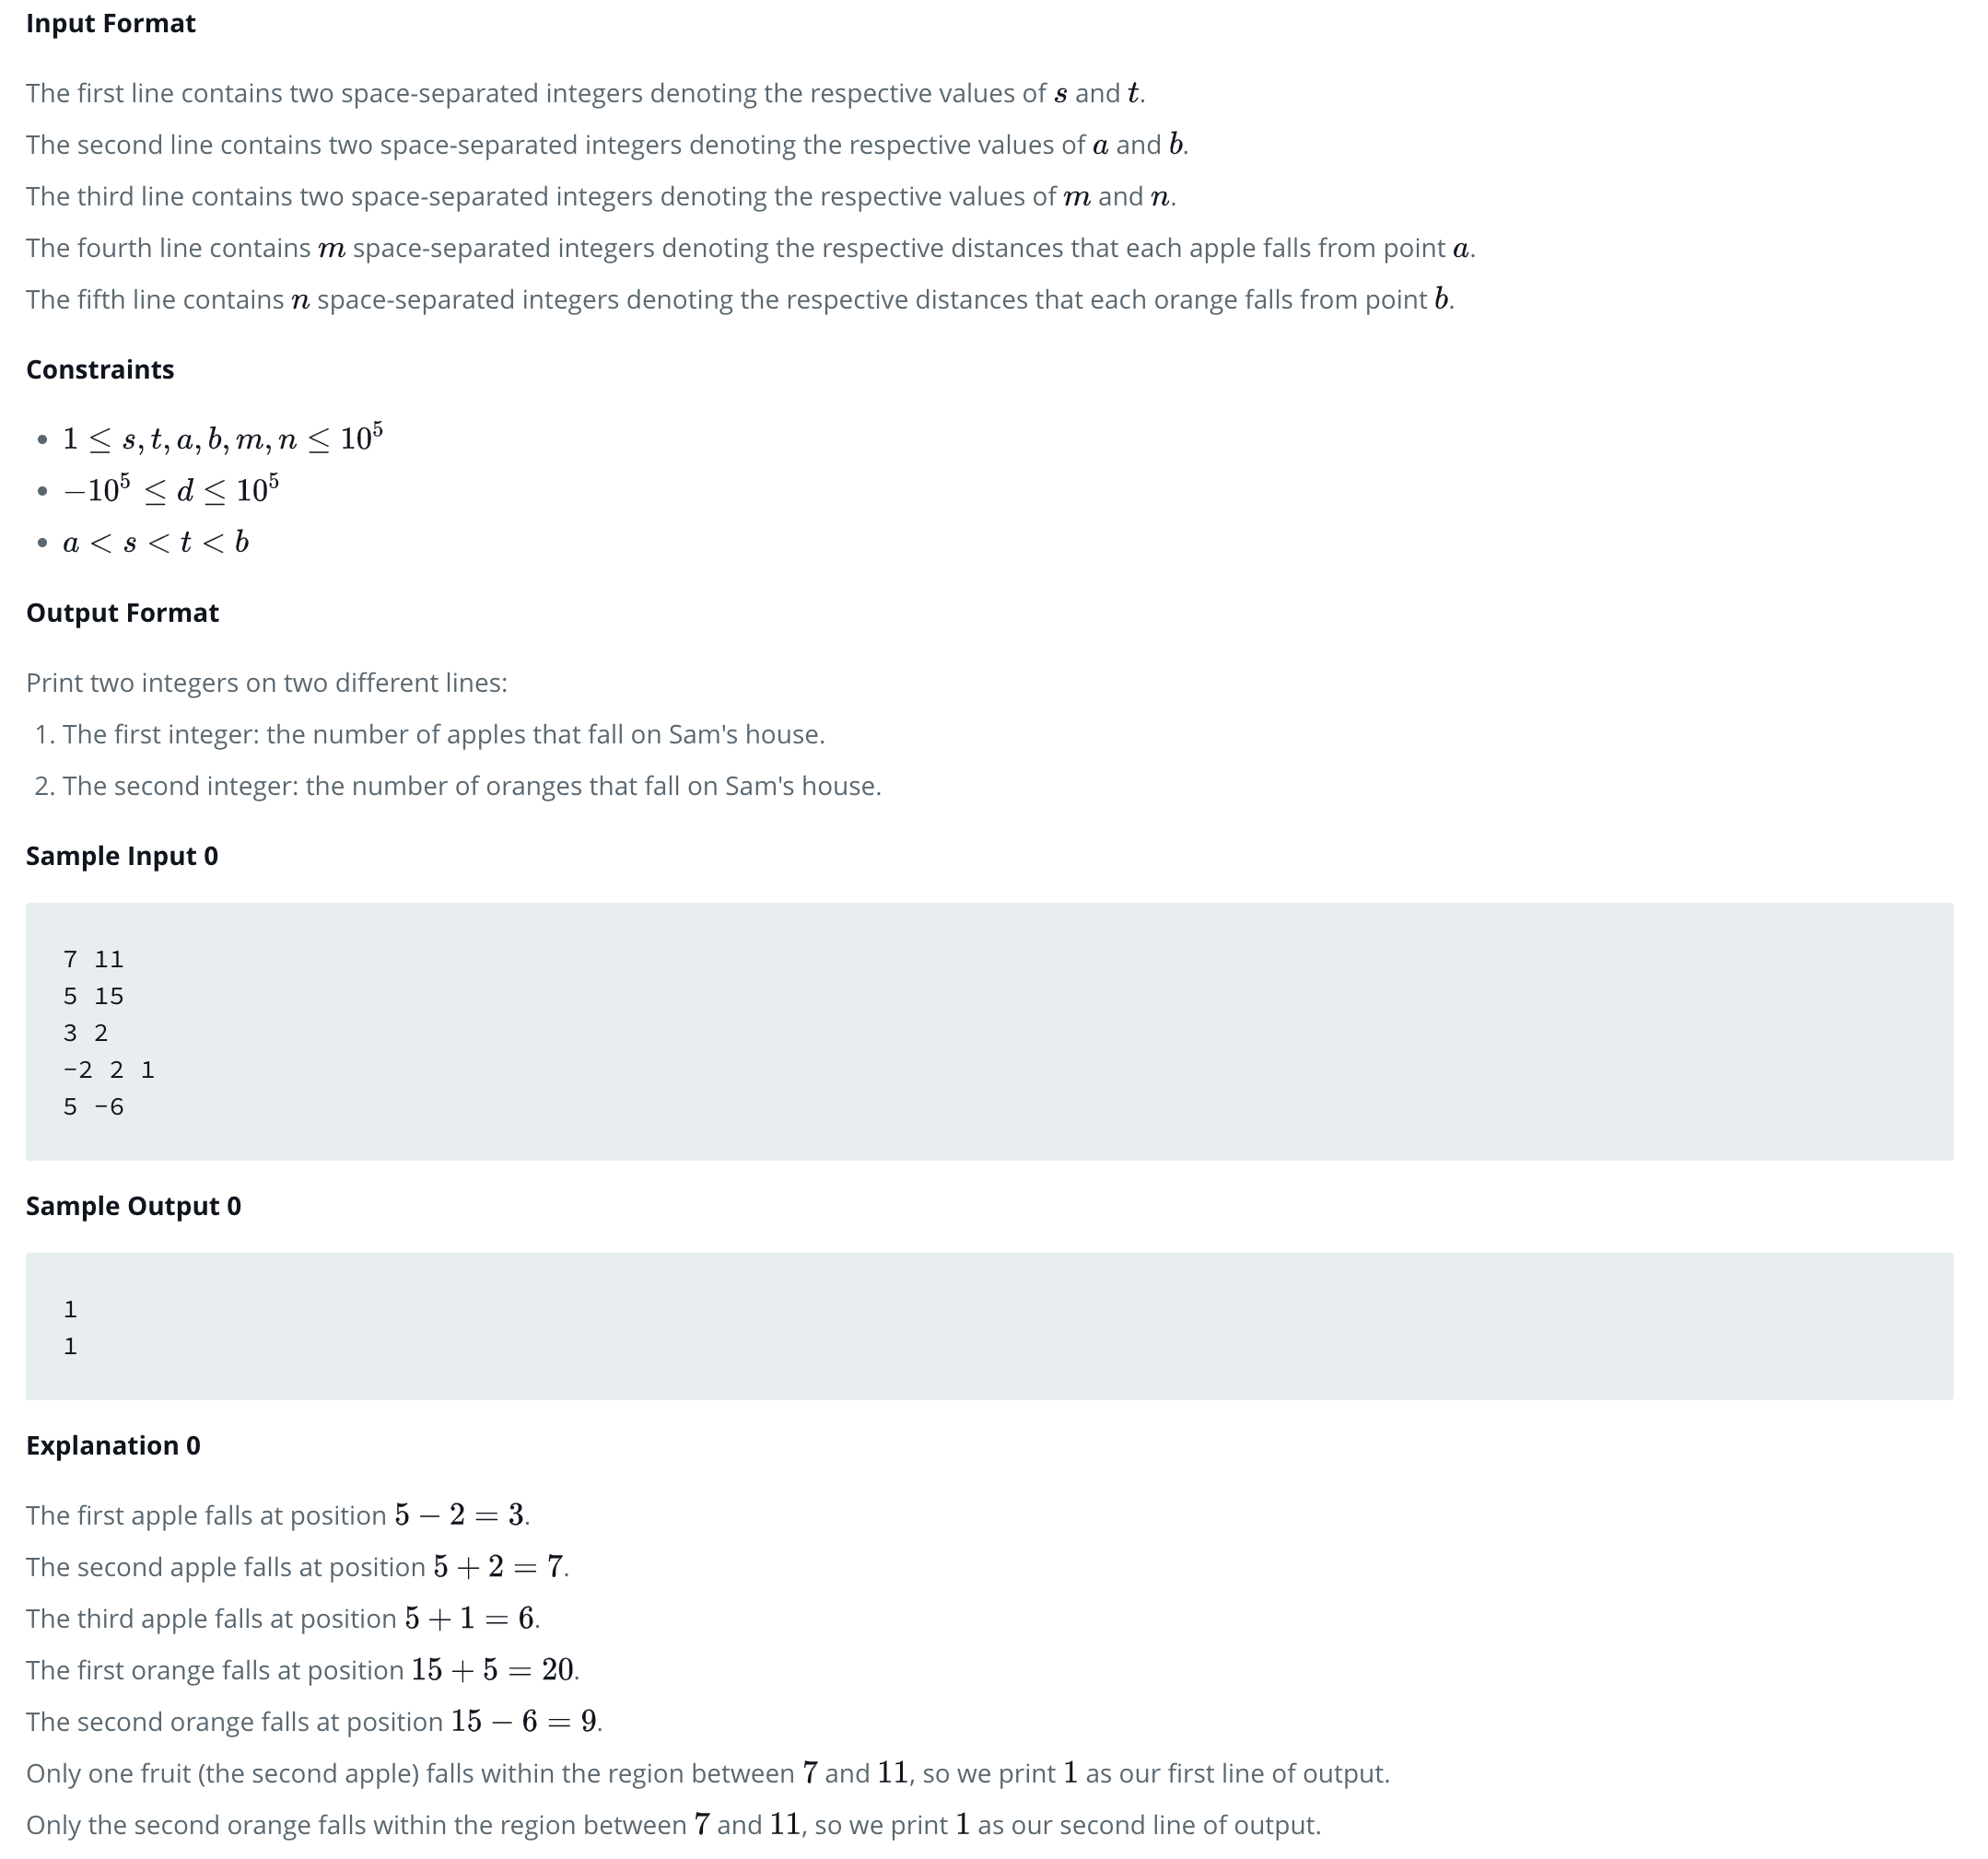 Input Format
The first line contains two space-separated integers denoting the respective values of s and t.
The second line contains two space-separated integers denoting the respective values of a and b.
The third line contains two space-separated integers denoting the respective values of m and n.
The fourth line contains m space-separated integers denoting the respective distances that each apple falls from point a.
The fifth line contains n space-separated integers denoting the respective distances that each orange falls from point b.
Constraints
• 1 ≤ s, t, a, b, m, n ≤ 10⁵
• −10⁵ ≤ d ≤ 10⁵
• a < s < t < b
Output Format
Print two integers on two different lines:
1. The first integer: the number of apples that fall on Sam's house.
2. The second integer: the number of oranges that fall on Sam's house.
Sample Input 0
7 11
5 15
3 2
-2 2 1
5 -6
Sample Output 0
1
1
Explanation 0
The first apple falls at position 5 − 2 = 3.
The second apple falls at position 5 + 2 = 7.
The third apple falls at position 5 + 1 = 6.
The first orange falls at position 15 + 5 = 20.
The second orange falls at position 15 − 6 = 9.
Only one fruit (the second apple) falls within the region between 7 and 11, so we print 1 as our first line of output.
Only the second orange falls within the region between 7 and 11, so we print 1 as our second line of output.